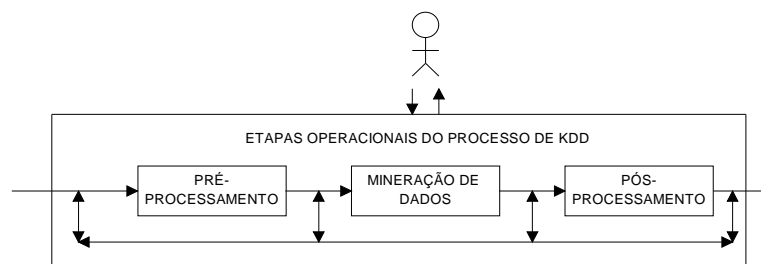 ETAPAS OPERACIONAIS DO PROCESSO DE KDD
PRÉ-
PROCESSAMENTO
MINERAÇÃO DE
DADOS
PÓS-
PROCESSAMENTO